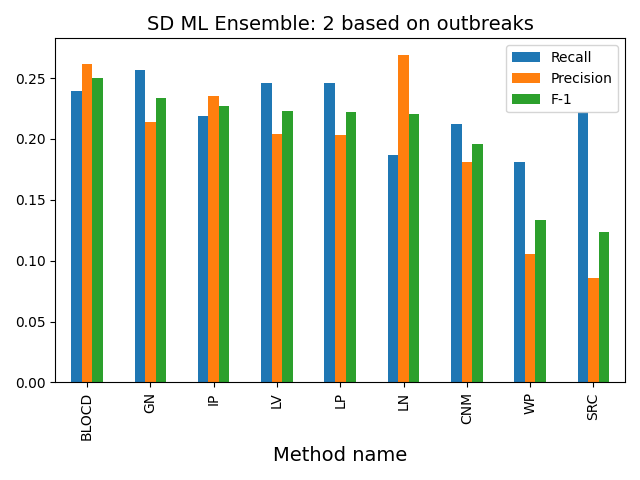 SD ML Ensemble: 2 based on outbreaks
Recall
Precision
F-1
0.25
0.20
0.15
0.10
0.05
0.00
BLOCD
GN
IP
LV
LP
LN
CNM
WP
SRC
Method name